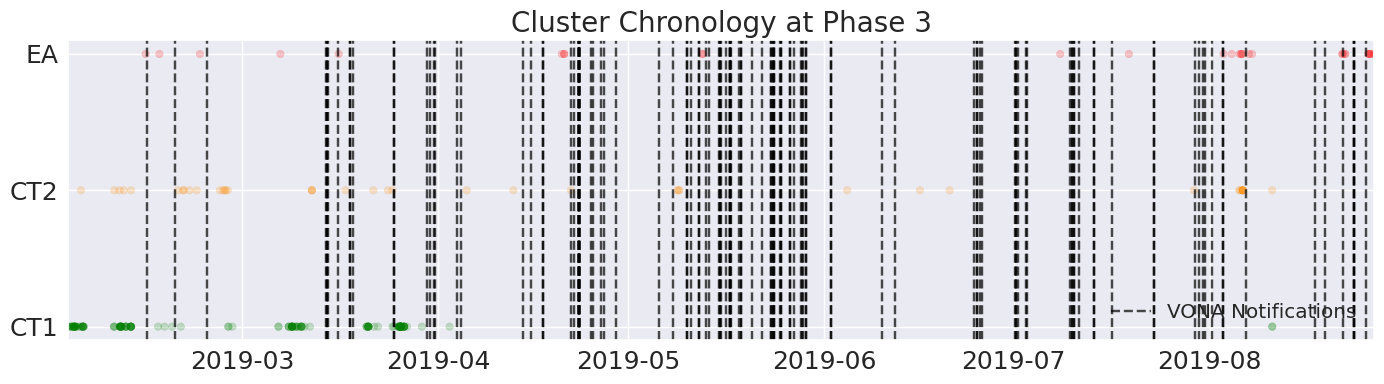 Cluster Chronology at Phase 3
EA
CT2
CT1
VONA Notifications
2019-03 2019-04 2019-05 2019-06 2019-07 2019-08